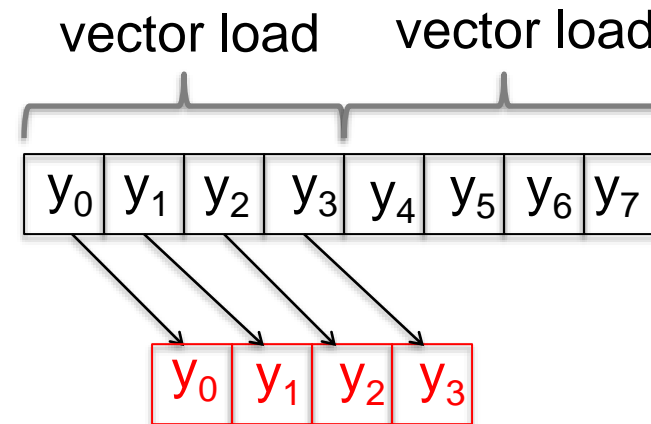 vector load vector load
y₀ y₁ y₂ y₃ y₄ y₅ y₆ y₇
y₀ y₁ y₂ y₃